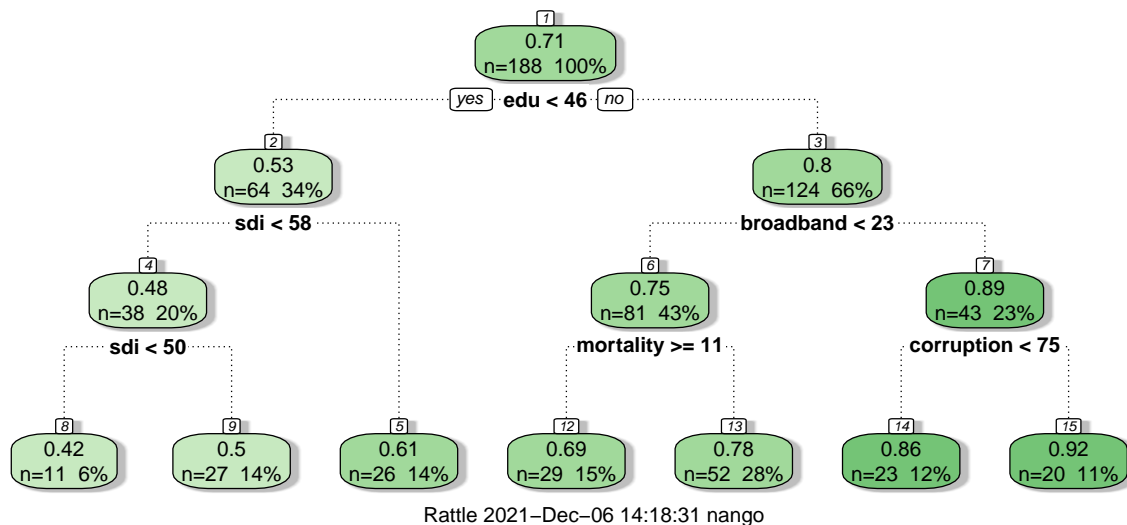 1
0.71
n=188 100%
yes edu < 46 no
2 3
0.53 0.8
n=64 34% n=124 66%
sdi < 58 broadband < 23
4 6 7
0.48 0.75 0.89
n=38 20% n=81 43% n=43 23%
sdi < 50 mortality >= 11 corruption < 75
8 9 5 12 13 14 15
0.42 0.5 0.61 0.69 0.78 0.86 0.92
n=11 6% n=27 14% n=26 14% n=29 15% n=52 28% n=23 12% n=20 11%
Rattle 2021−Dec−06 14:18:31 nango